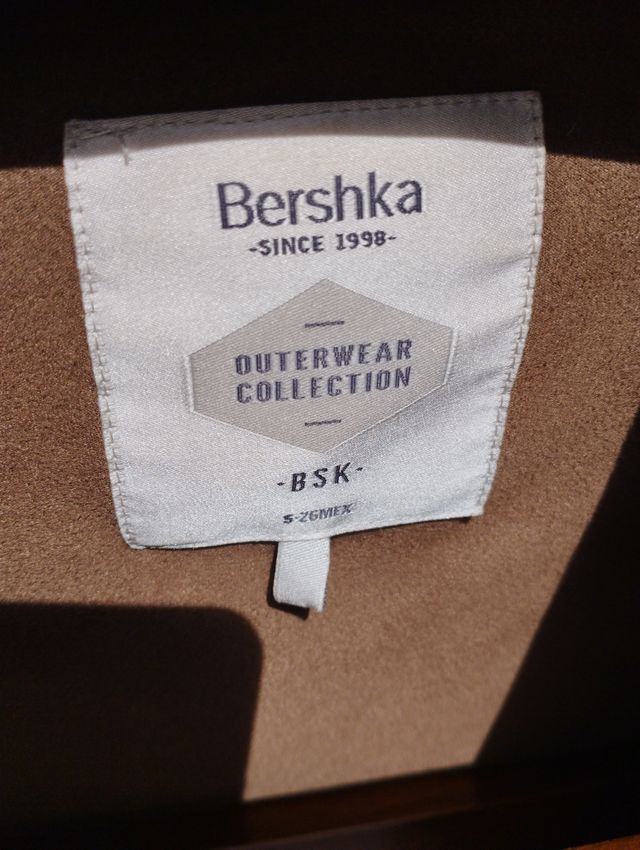 Bershka
-SINCE 1998-
OUTERWEAR
COLLECTION
-BSK-
S-26MEX